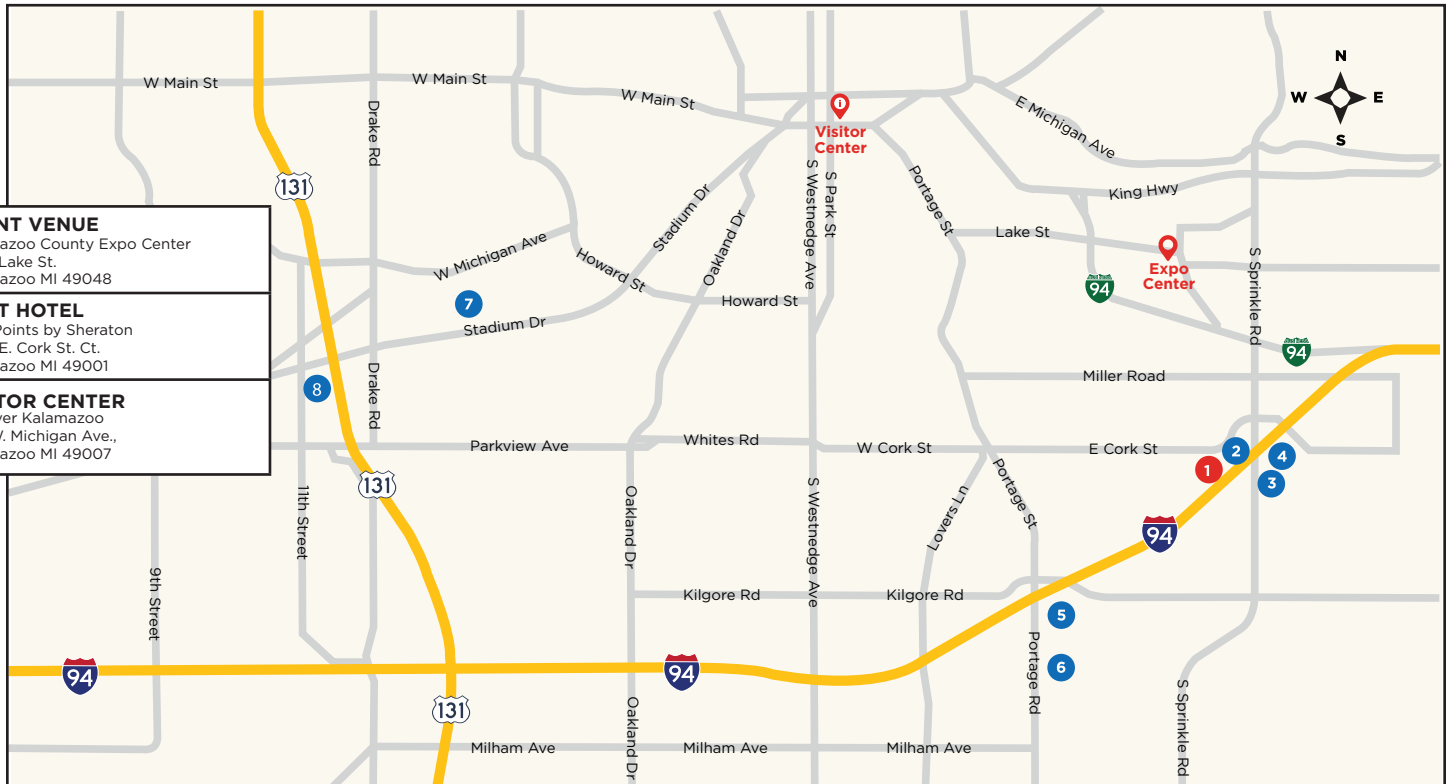 N
W E
S
W Main St
W Main St
W Main St
E Michigan Ave
Visitor
Center
Drake Rd
131
King Hwy
Portage St
S Westnedge Ave
S Park St
Stadium Dr
Oakland Dr
W Michigan Ave
Howard St
Lake St
Expo
Center
94
S Sprinkle Rd
NT VENUE
azoo County Expo Center
Lake St.
azoo MI 49048
T HOTEL
Points by Sheraton
E. Cork St. Ct.
azoo MI 49001
TOR CENTER
ver Kalamazoo
W. Michigan Ave.,
azoo MI 49007
7
Howard St
Stadium Dr
94
8
Drake Rd
Miller Road
Parkview Ave
Whites Rd
W Cork St
E Cork St
1
2
4
3
131
11th Street
Oakland Dr
S Westnedge Ave
Lovers Ln
Portage St
94
9th Street
Kilgore Rd
Kilgore Rd
5
6
94
94
Portage Rd
131
Oakland Dr
S Sprinkle Rd
Milham Ave
Milham Ave
Milham Ave